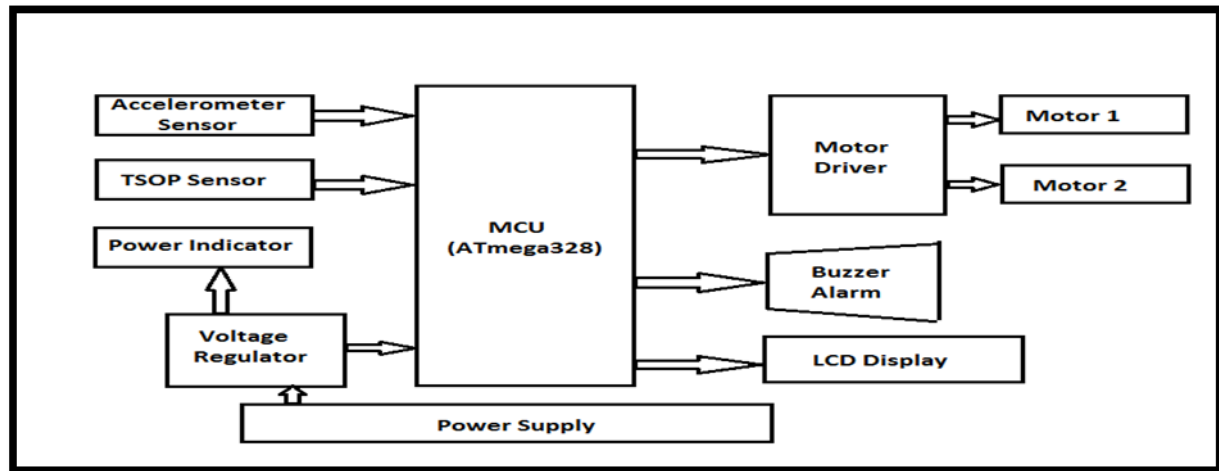 Accelerometer
Sensor
TSOP Sensor
Power Indicator
Voltage
Regulator
Power Supply
MCU
(ATmega328)
Motor
Driver
Motor 1
Motor 2
Buzzer
Alarm
LCD Display